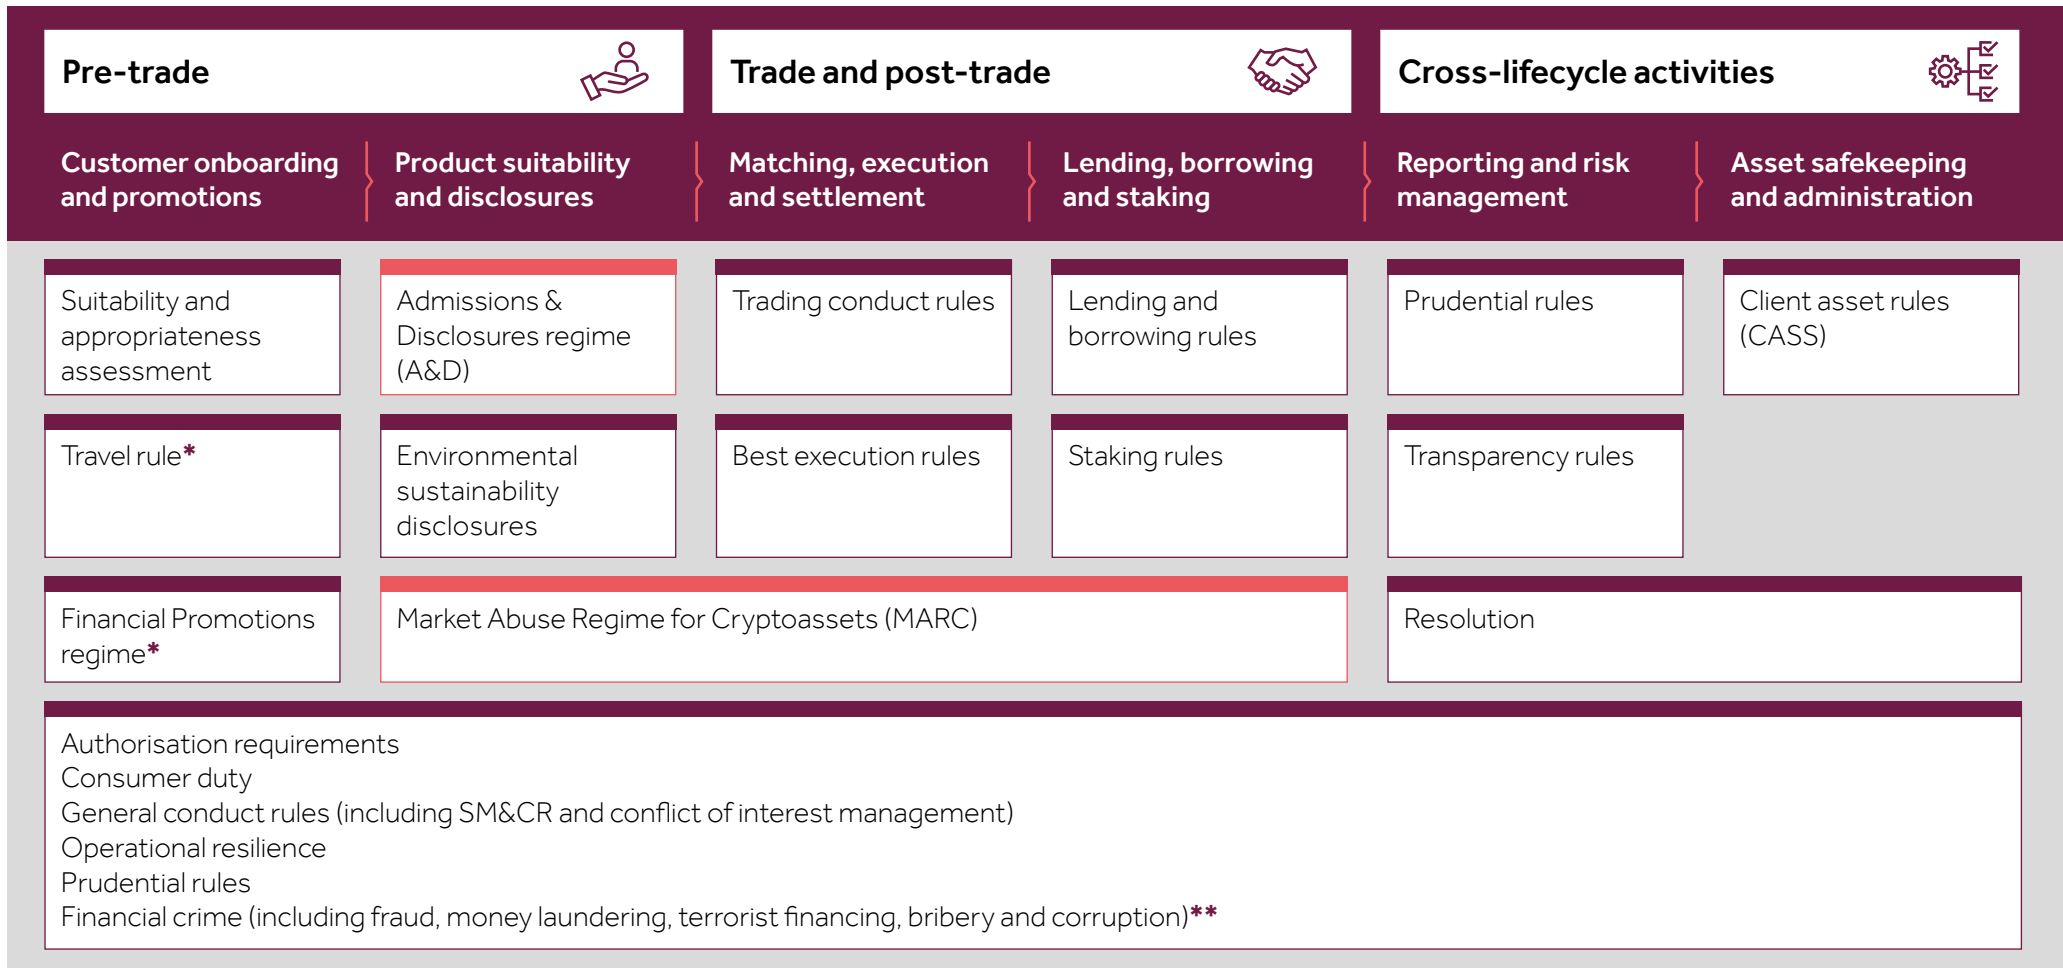 Pre-trade
Trade and post-trade
Cross-lifecycle activities
Customer onboarding
and promotions
Product suitability
and disclosures
Matching, execution
and settlement
Lending, borrowing
and staking
Reporting and risk
management
Asset safekeeping
and administration
Suitability and
appropriateness
assessment
Admissions &
Disclosures regime
(A&D)
Trading conduct rules
Lending and
borrowing rules
Prudential rules
Client asset rules
(CASS)
Travel rule*
Environmental
sustainability
disclosures
Best execution rules
Staking rules
Transparency rules
Financial Promotions
regime*
Market Abuse Regime for Cryptoassets (MARC)
Resolution
Authorisation requirements
Consumer duty
General conduct rules (including SM&CR and conflict of interest management)
Operational resilience
Prudential rules
Financial crime (including fraud, money laundering, terrorist financing, bribery and corruption)**